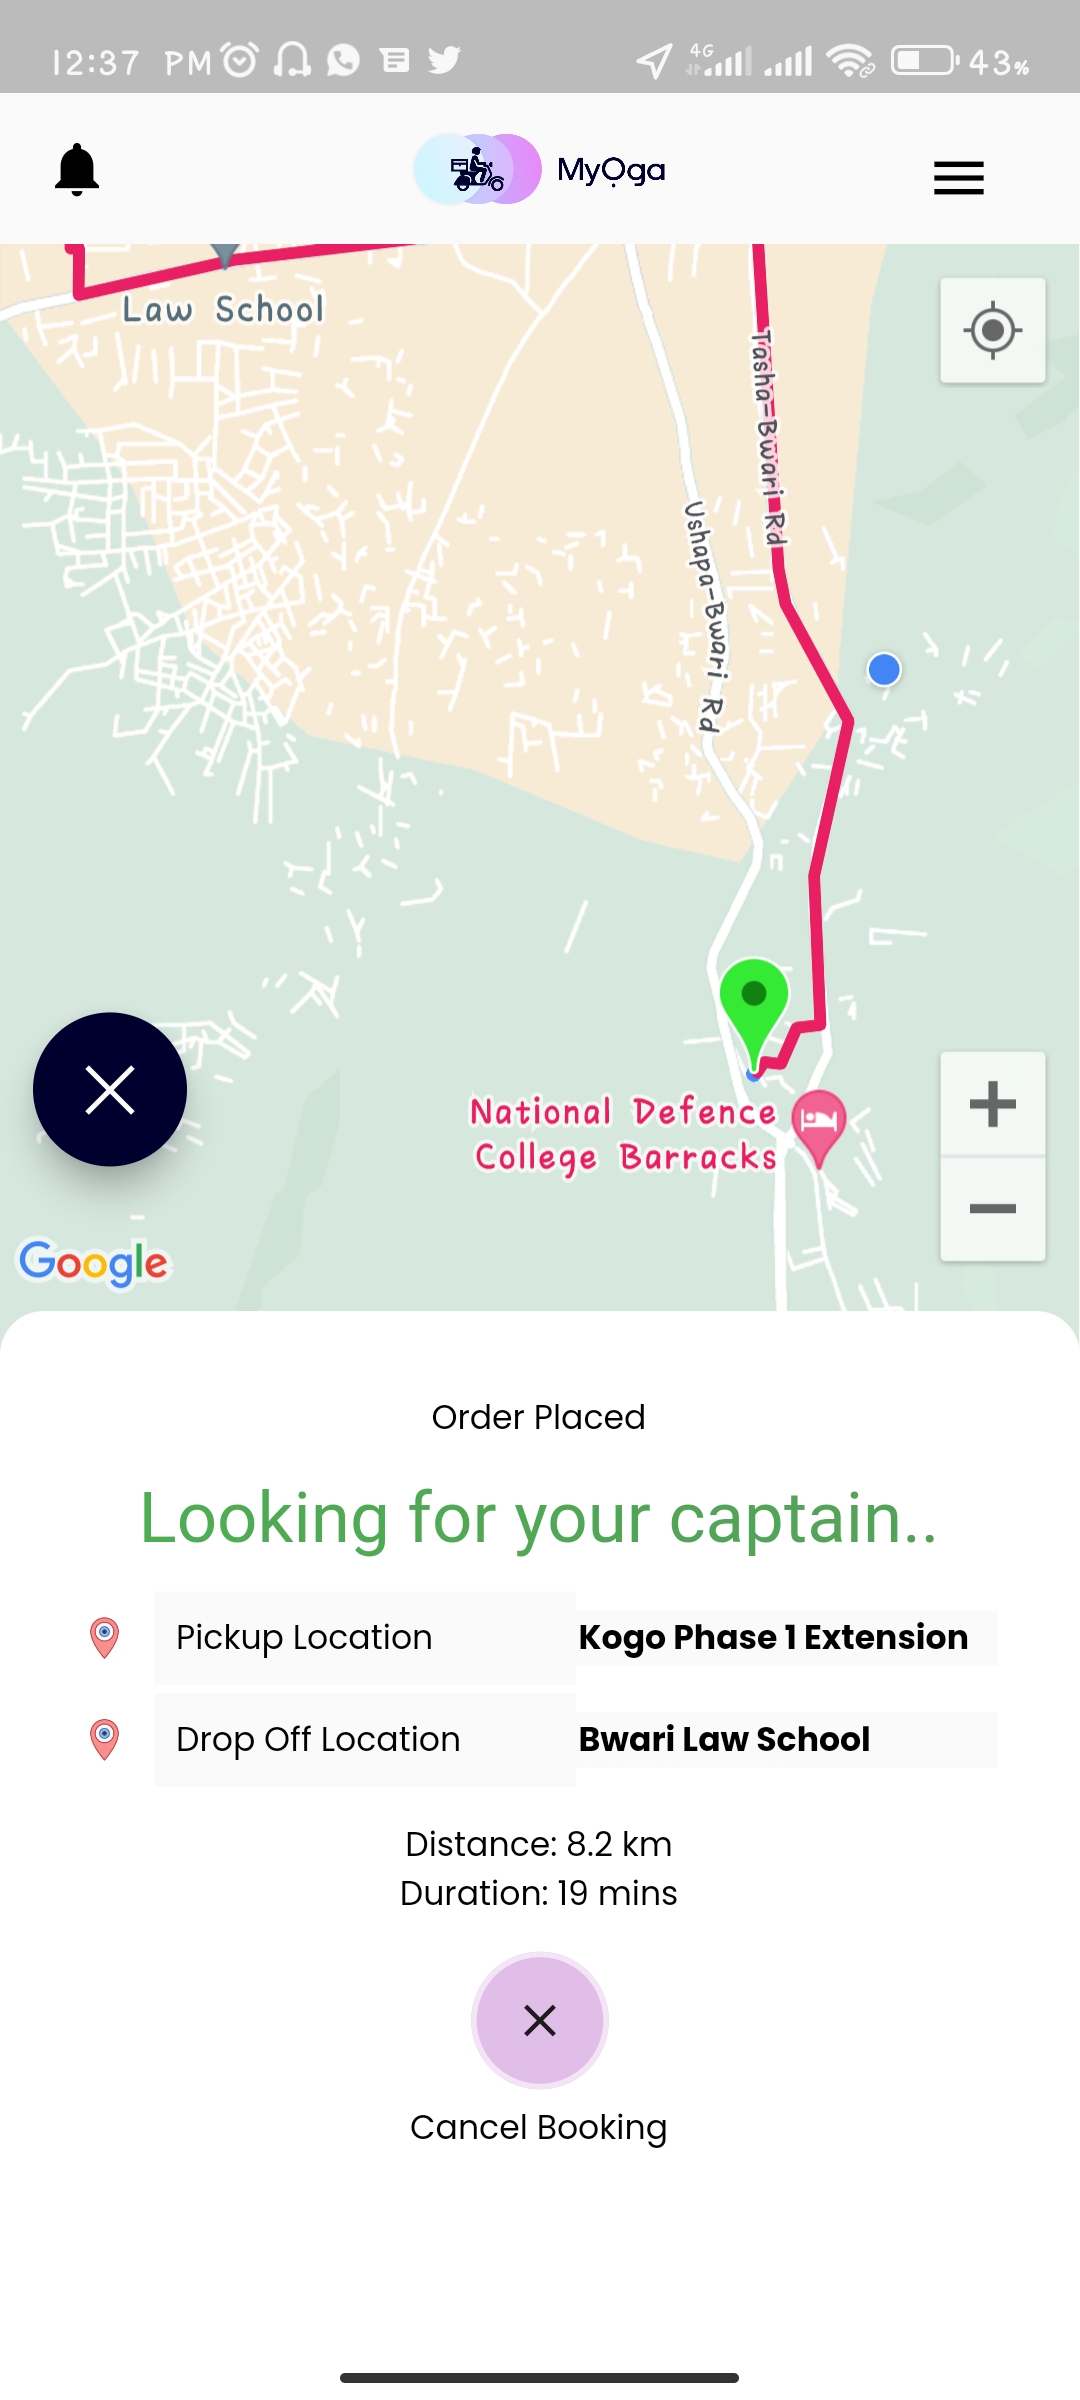 12:37 PM
4G
43%
MyỌga
Law School
Tasha-Bwari Rd
Ushapa-Bwari Rd
National Defence
College Barracks
Google
Order Placed
Looking for your captain..
Pickup Location Kogo Phase 1 Extension
Drop Off Location Bwari Law School
Distance: 8.2 km
Duration: 19 mins
Cancel Booking